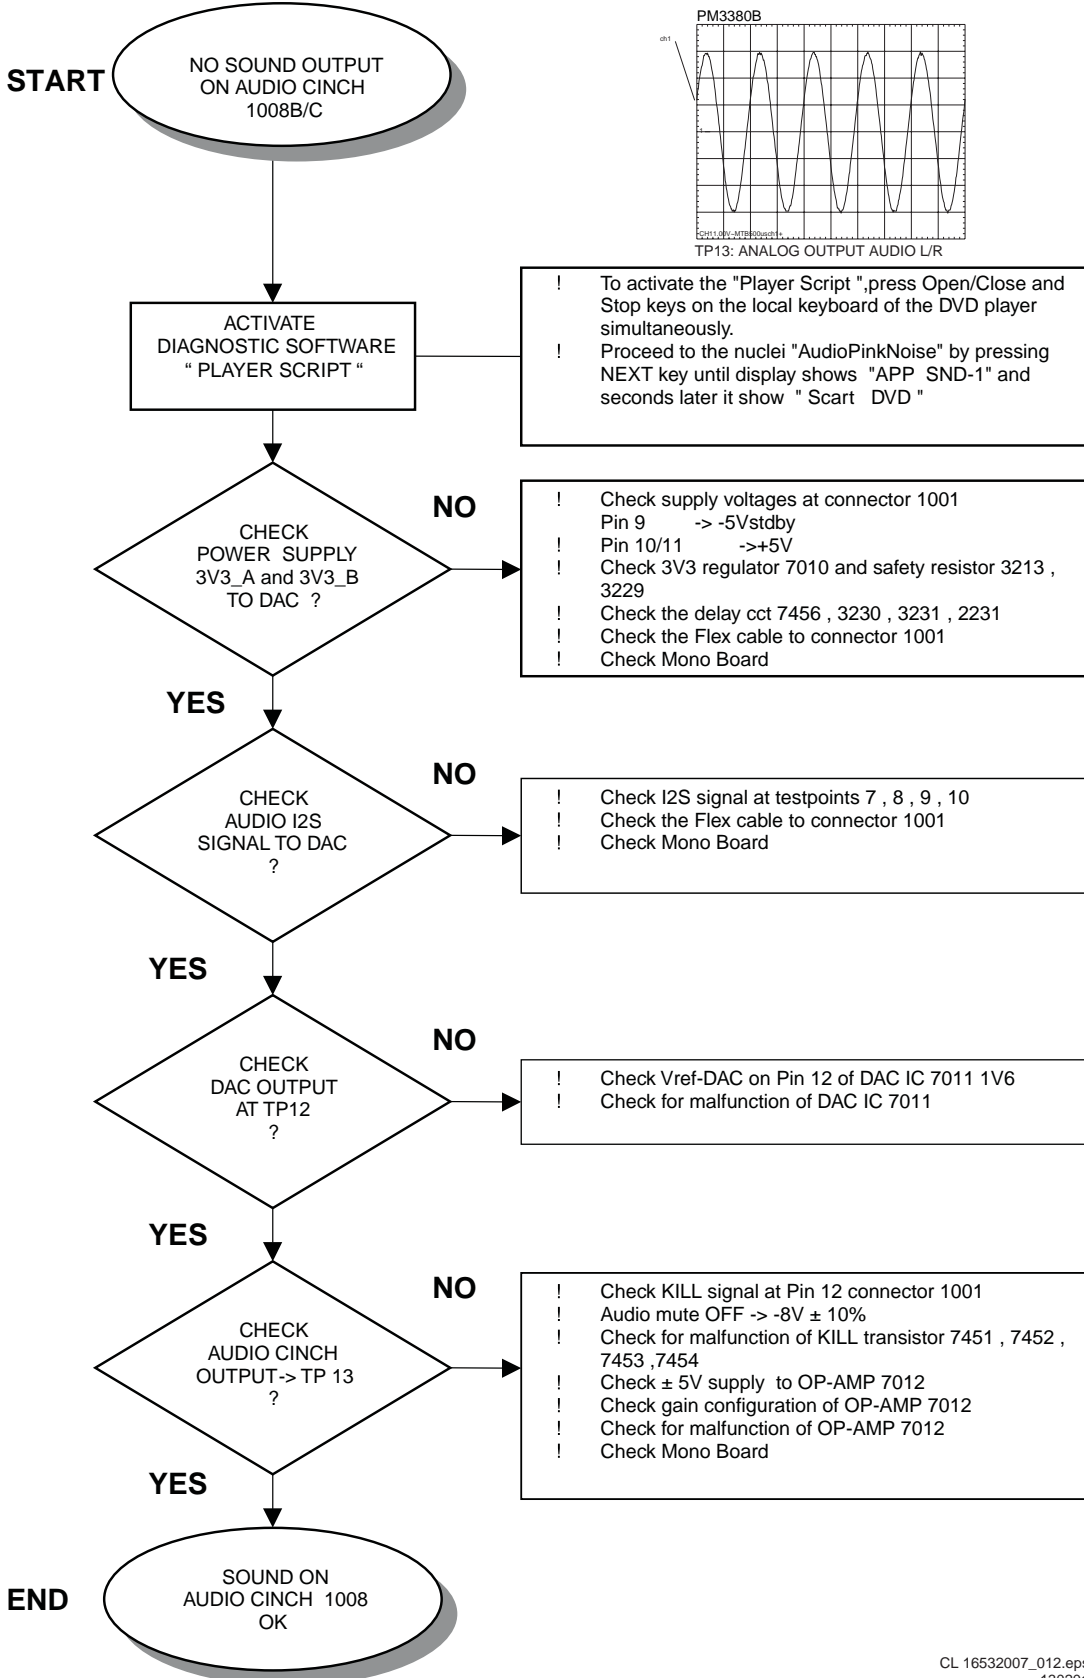 PM3380B
ch1
1
CH11.00V~MTB500usch1+
TP13: ANALOG OUTPUT AUDIO L/R
START
NO SOUND OUTPUT
ON AUDIO CINCH
1008B/C
ACTIVATE
DIAGNOSTIC SOFTWARE
“ PLAYER SCRIPT “
! To activate the "Player Script ",press Open/Close and
Stop keys on the local keyboard of the DVD player
simultaneously.
! Proceed to the nuclei "AudioPinkNoise" by pressing
NEXT key until display shows "APP SND-1" and
seconds later it show " Scart DVD "
CHECK
POWER SUPPLY
3V3_A and 3V3_B
TO DAC ?
NO
! Check supply voltages at connector 1001
Pin 9 -> -5Vstdby
! Pin 10/11 ->+5V
! Check 3V3 regulator 7010 and safety resistor 3213 ,
3229
! Check the delay cct 7456 , 3230 , 3231 , 2231
! Check the Flex cable to connector 1001
! Check Mono Board
YES
CHECK
AUDIO I2S
SIGNAL TO DAC
?
NO
! Check I2S signal at testpoints 7 , 8 , 9 , 10
! Check the Flex cable to connector 1001
! Check Mono Board
YES
CHECK
DAC OUTPUT
AT TP12
?
NO
! Check Vref-DAC on Pin 12 of DAC IC 7011 1V6
! Check for malfunction of DAC IC 7011
YES
CHECK
AUDIO CINCH
OUTPUT-> TP 13
?
NO
! Check KILL signal at Pin 12 connector 1001
! Audio mute OFF -> -8V ± 10%
! Check for malfunction of KILL transistor 7451 , 7452 ,
7453 ,7454
! Check ± 5V supply to OP-AMP 7012
! Check gain configuration of OP-AMP 7012
! Check for malfunction of OP-AMP 7012
! Check Mono Board
YES
END
SOUND ON
AUDIO CINCH 1008
OK
CL 16532007_012.eps